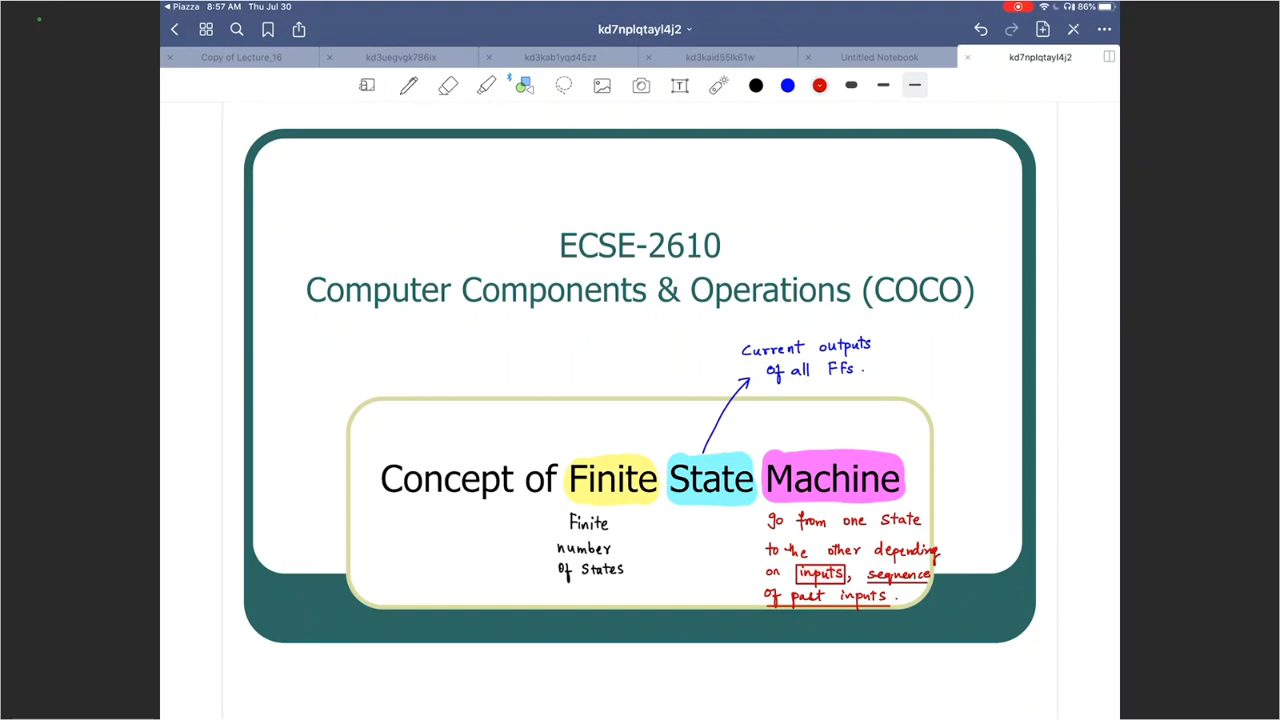 Piazza 8:57 AM Thu Jul 30 86%
kd7nplqtayl4j2
Copy of Lecture_16 kd3uegvgk786ix kd3kab1yqd45zz kd3kaid55lk61w Untitled Notebook kd7nplqtayl4j2
ECSE-2610
Computer Components & Operations (COCO)
Current outputs
of all FFs.
Concept of Finite State Machine
Finite
number
of states
go from one state
to the other depending
on inputs, sequence
of past inputs.